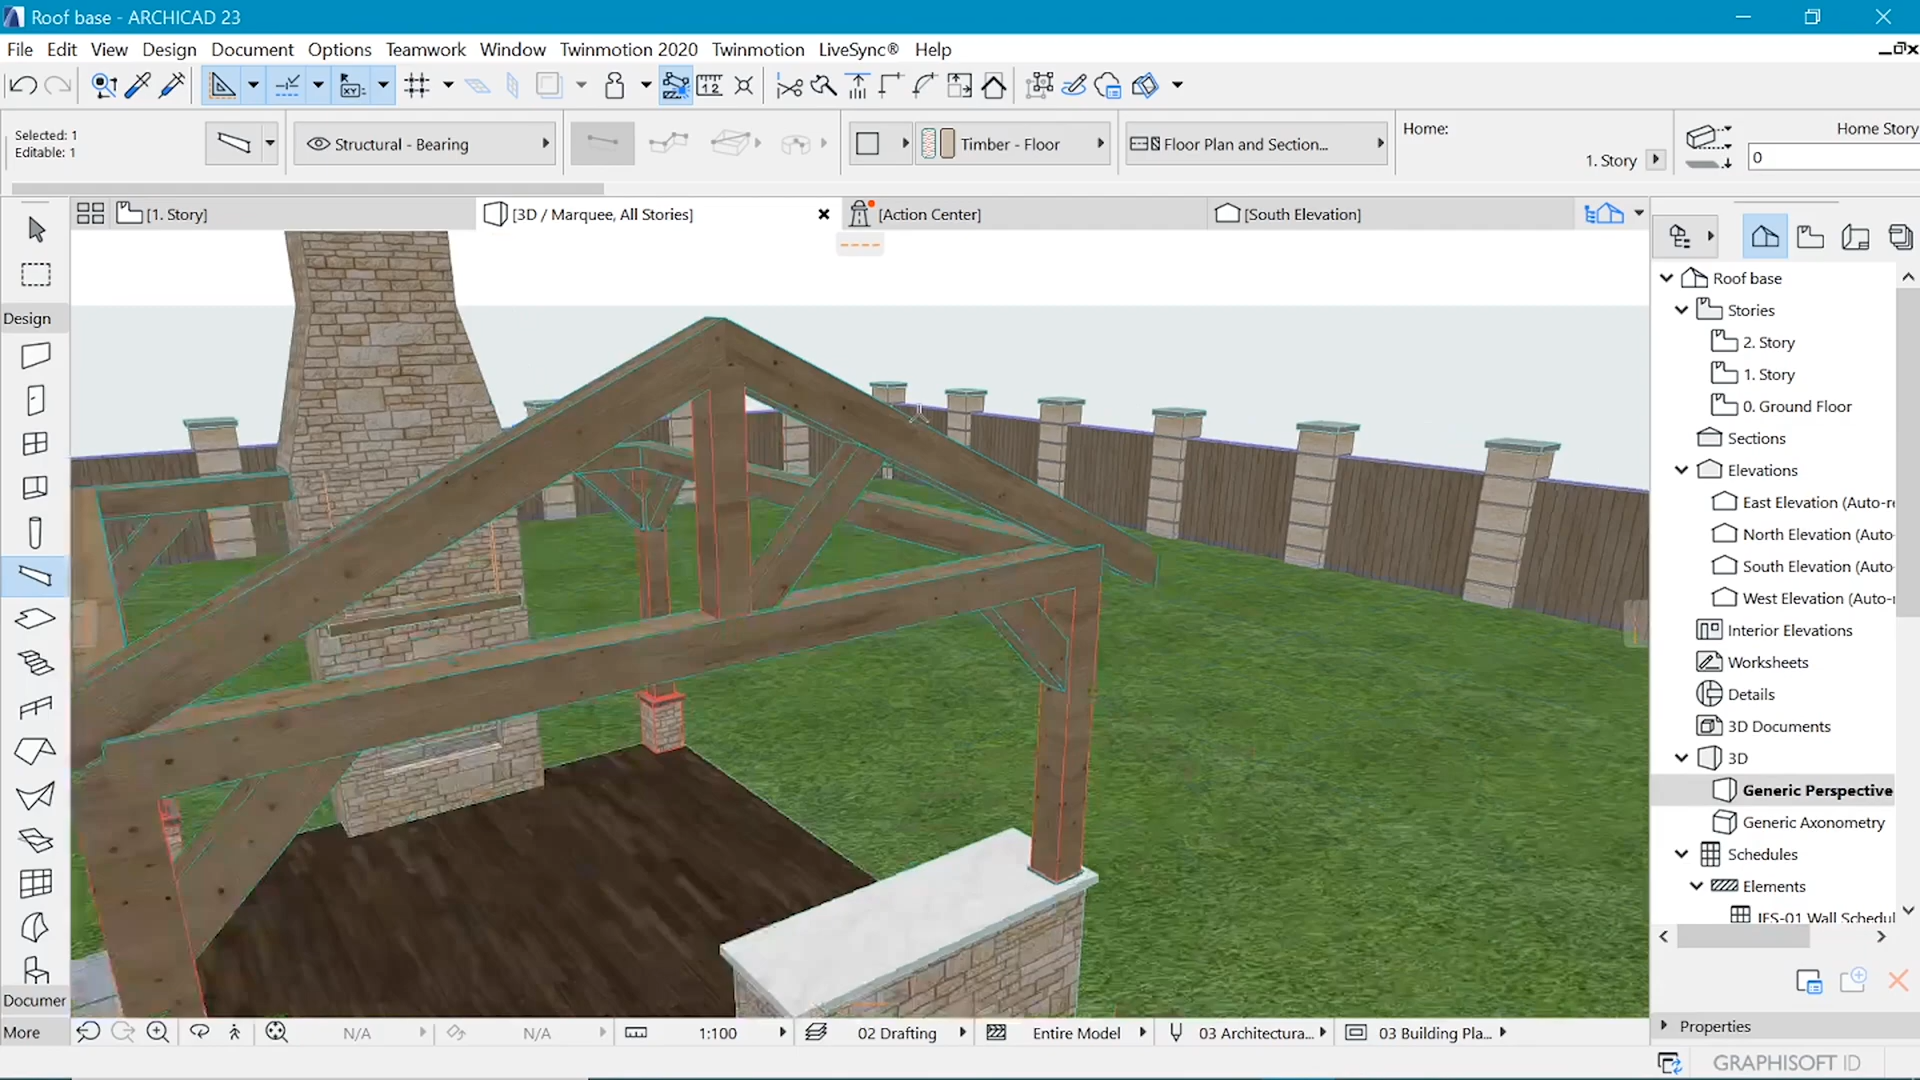 Roof base - ARCHICAD 23
File Edit View Design Document Options Teamwork Window Twinmotion 2020 Twinmotion LiveSync® Help
XY:
1 2
Selected: 1
Editable: 1
Structural - Bearing
Timber - Floor
Floor Plan and Section...
Home:
1. Story
Home Story
0
[1. Story]
[3D / Marquee, All Stories]
[Action Center]
[South Elevation]
Design
Documen
More
Roof base
Stories
2. Story
1. Story
0. Ground Floor
Sections
Elevations
East Elevation (Auto-r
North Elevation (Auto
South Elevation (Auto
West Elevation (Auto-
Interior Elevations
Worksheets
Details
3D Documents
3D
Generic Perspective
Generic Axonometry
Schedules
Elements
IES-01 Wall Schedul
N/A
N/A
1:100
02 Drafting
Entire Model
03 Architectura...
03 Building Pla...
Properties
GRAPHISOFT ID